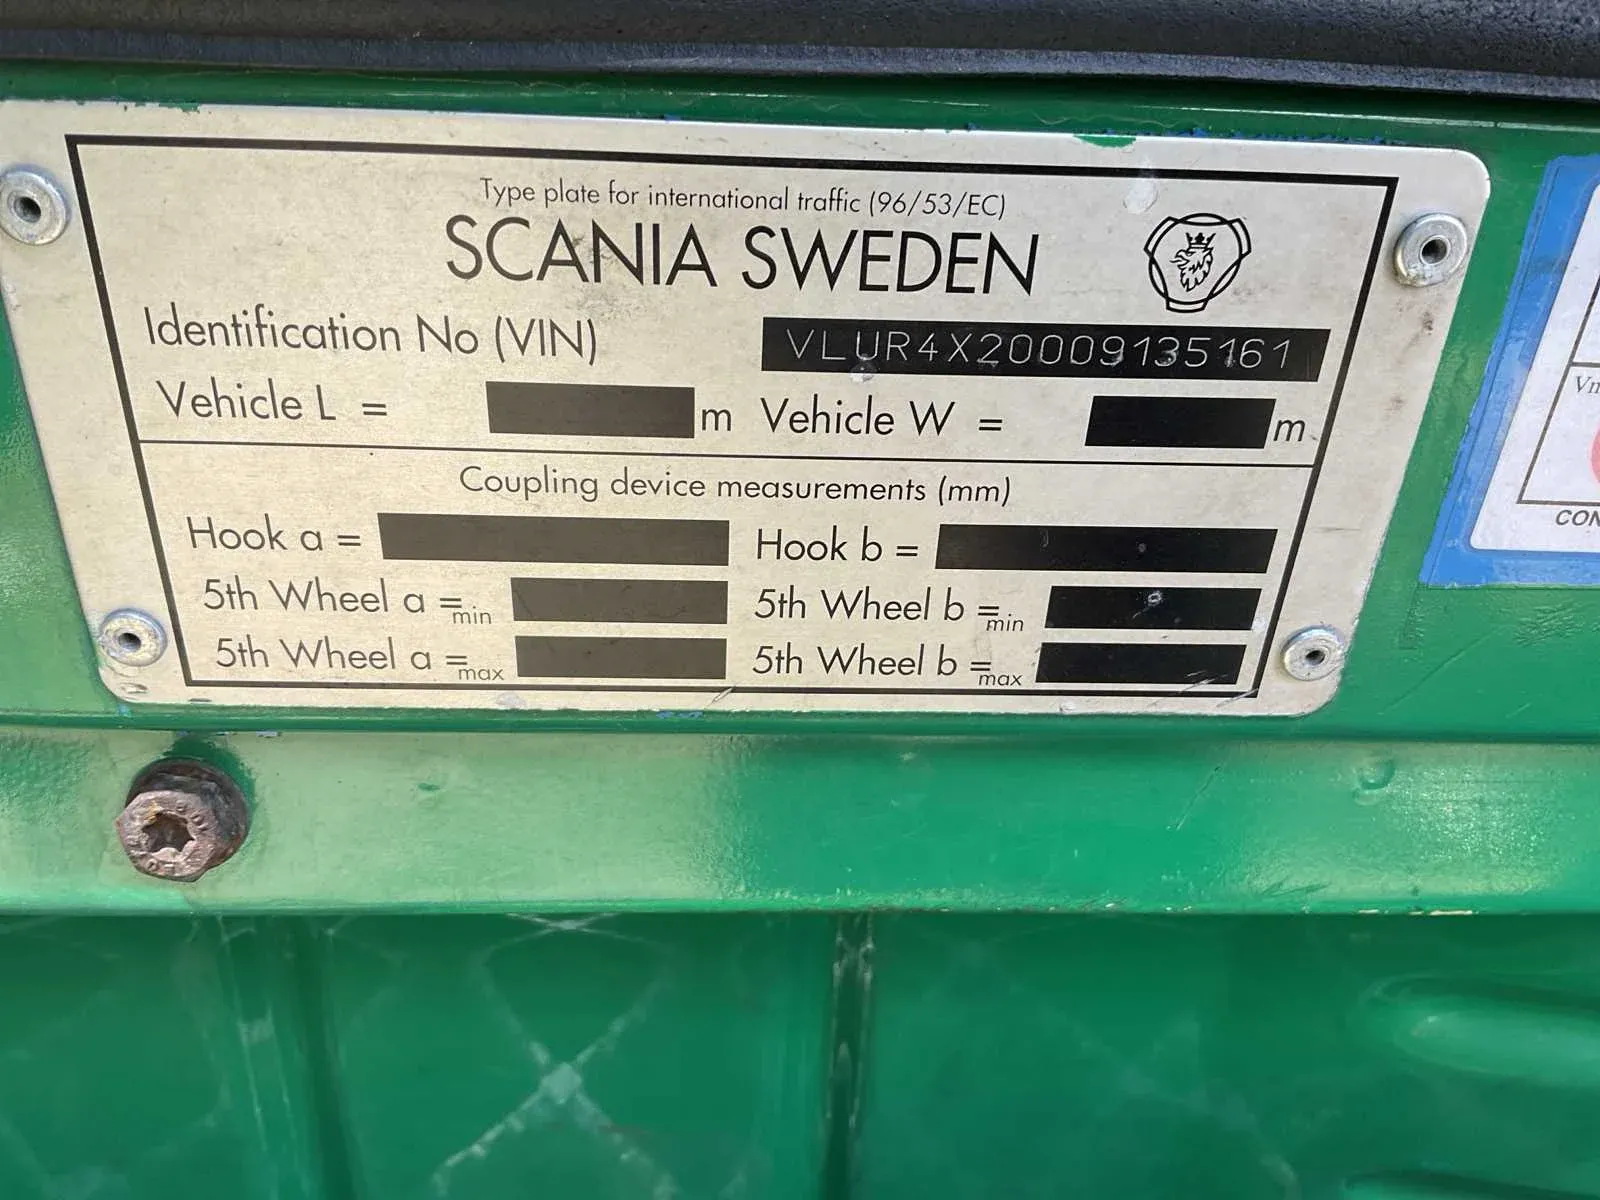 Type plate for international traffic (96/53/EC)
SCANIA SWEDEN
Identification No (VIN) VLUR4X20009135161
Vehicle L = m Vehicle W = m
Coupling device measurements (mm)
Hook a = Hook b =
5th Wheel a =min 5th Wheel b =min
5th Wheel a =max 5th Wheel b =max